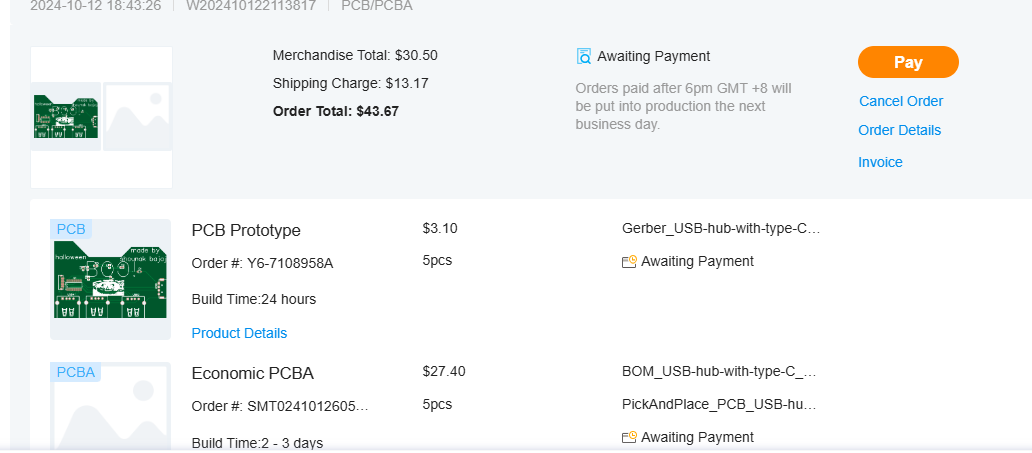 2024-10-12 18:43:26 W202410122113817 PCB/PCBA
Merchandise Total: $30.50
Shipping Charge: $13.17
Order Total: $43.67
Awaiting Payment
Orders paid after 6pm GMT +8 will
be put into production the next
business day.
Pay
Cancel Order
Order Details
Invoice
PCB
halloween
made by
shounak bajaj
PCB Prototype
Order #: Y6-7108958A
Build Time:24 hours
Product Details
$3.10
5pcs
Gerber_USB-hub-with-type-C…
Awaiting Payment
PCBA
Economic PCBA
Order #: SMT0241012605…
Build Time:2 - 3 days
$27.40
5pcs
BOM_USB-hub-with-type-C_…
PickAndPlace_PCB_USB-hu…
Awaiting Payment